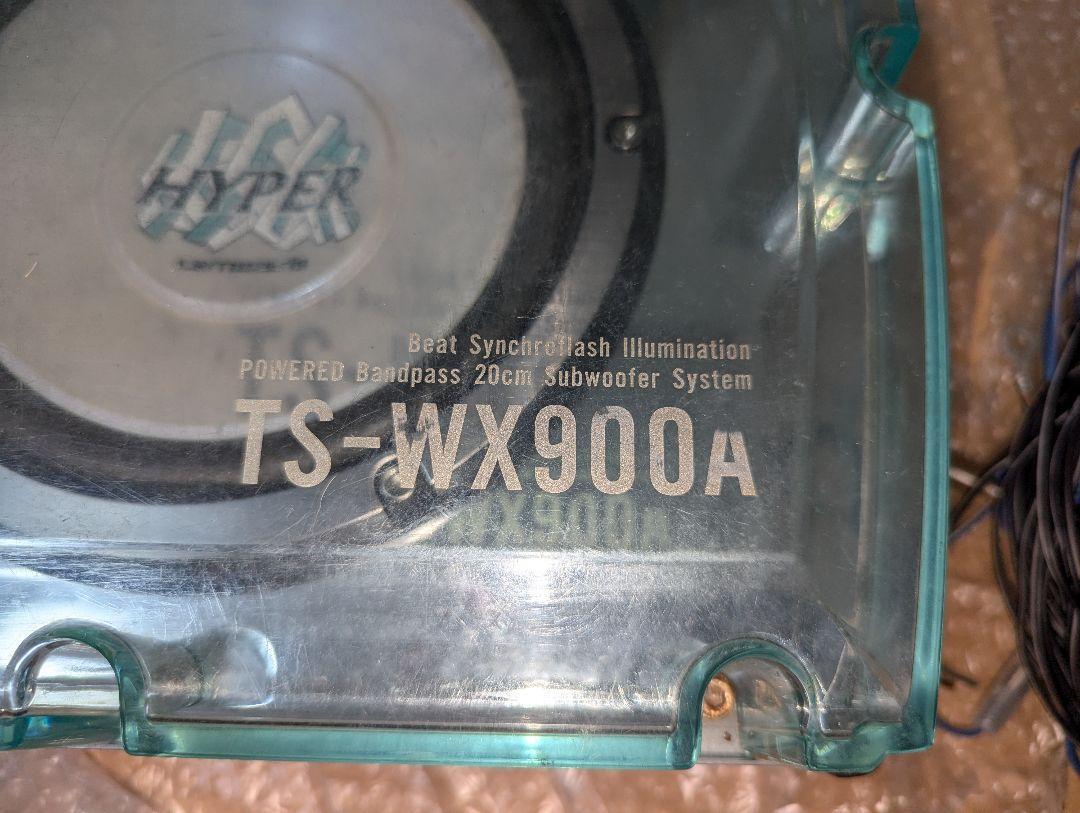 HYPER
Beat Synchroflash Illumination
POWERED Bandpass 20cm Subwoofer System
TS-WX900A